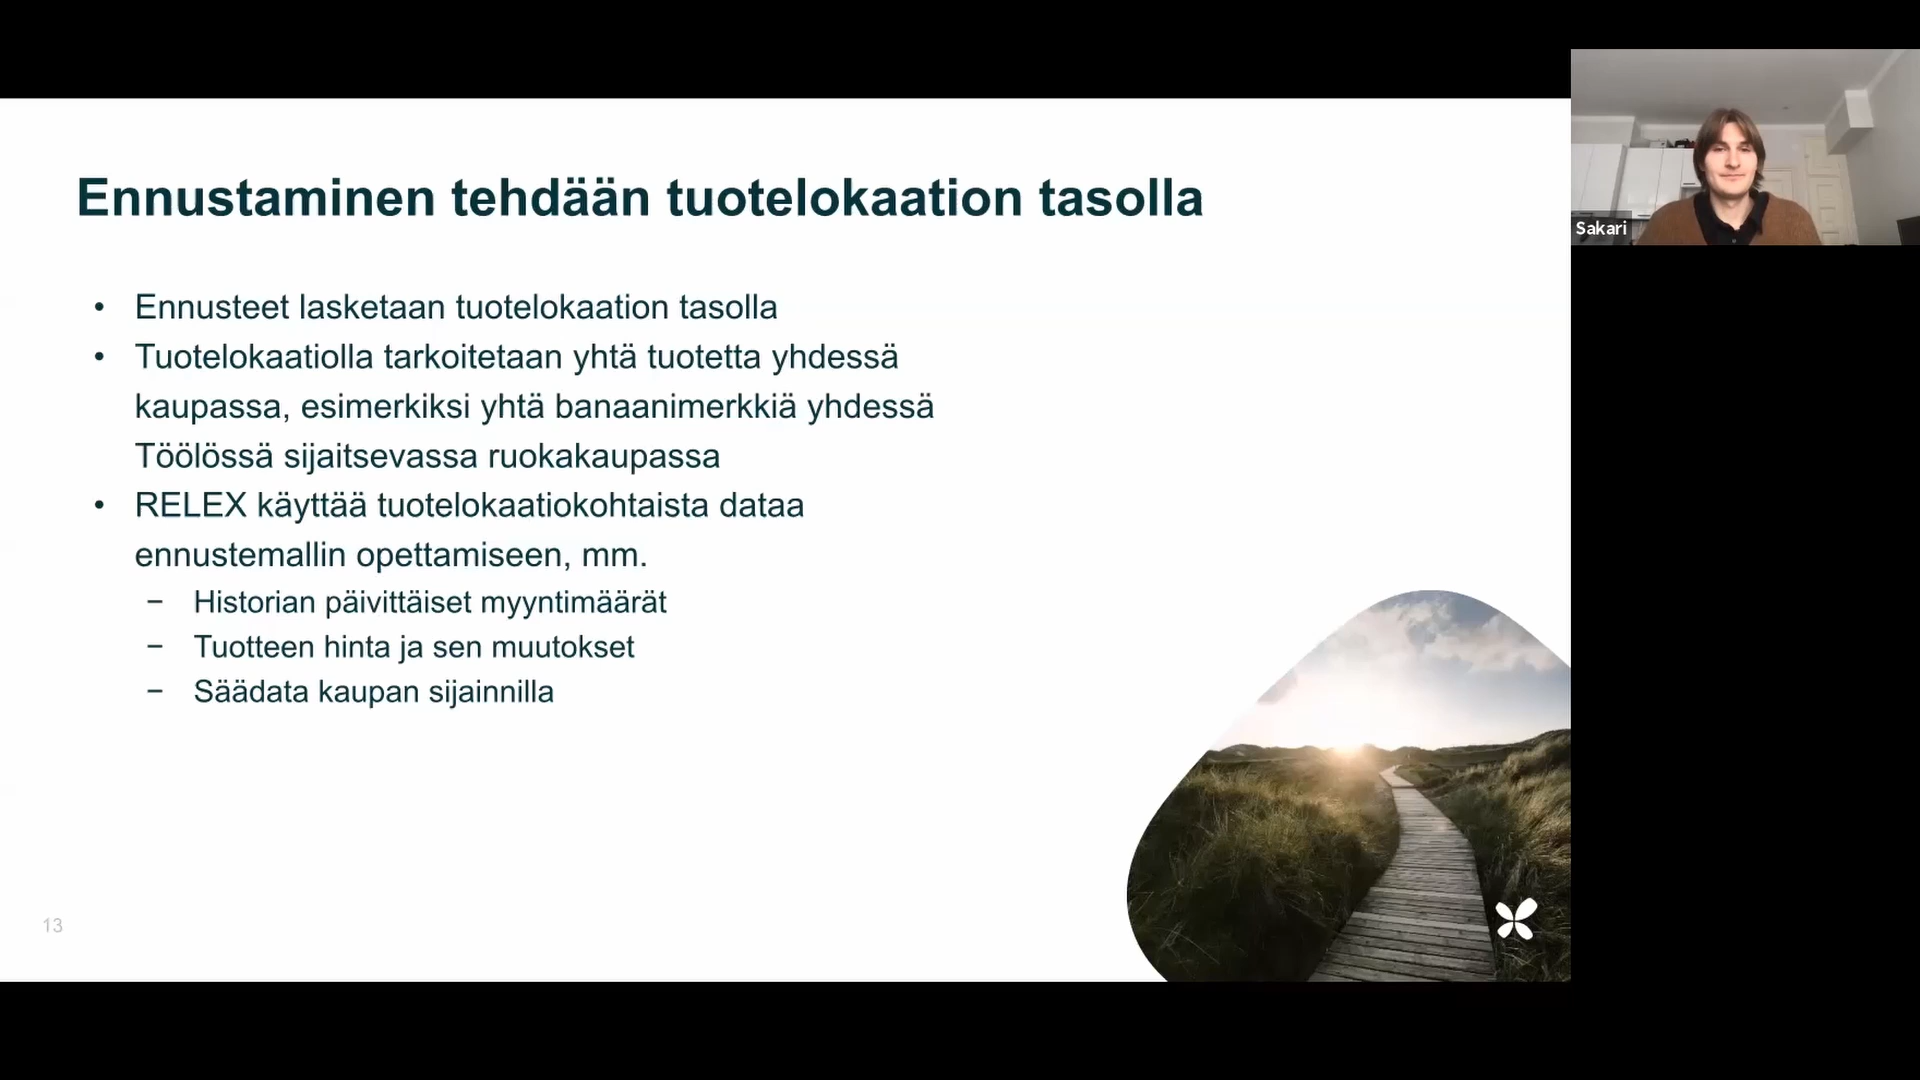 Ennustaminen tehdään tuotelokaation tasolla
• Ennusteet lasketaan tuotelokaation tasolla
• Tuotelokaatiolla tarkoitetaan yhtä tuotetta yhdessä
kaupassa, esimerkiksi yhtä banaanimerkkiä yhdessä
Töölössä sijaitsevassa ruokakaupassa
• RELEX käyttää tuotelokaatiokohtaista dataa
ennustemallin opettamiseen, mm.
− Historian päivittäiset myyntimäärät
− Tuotteen hinta ja sen muutokset
− Säädata kaupan sijainnilla
13
Sakari